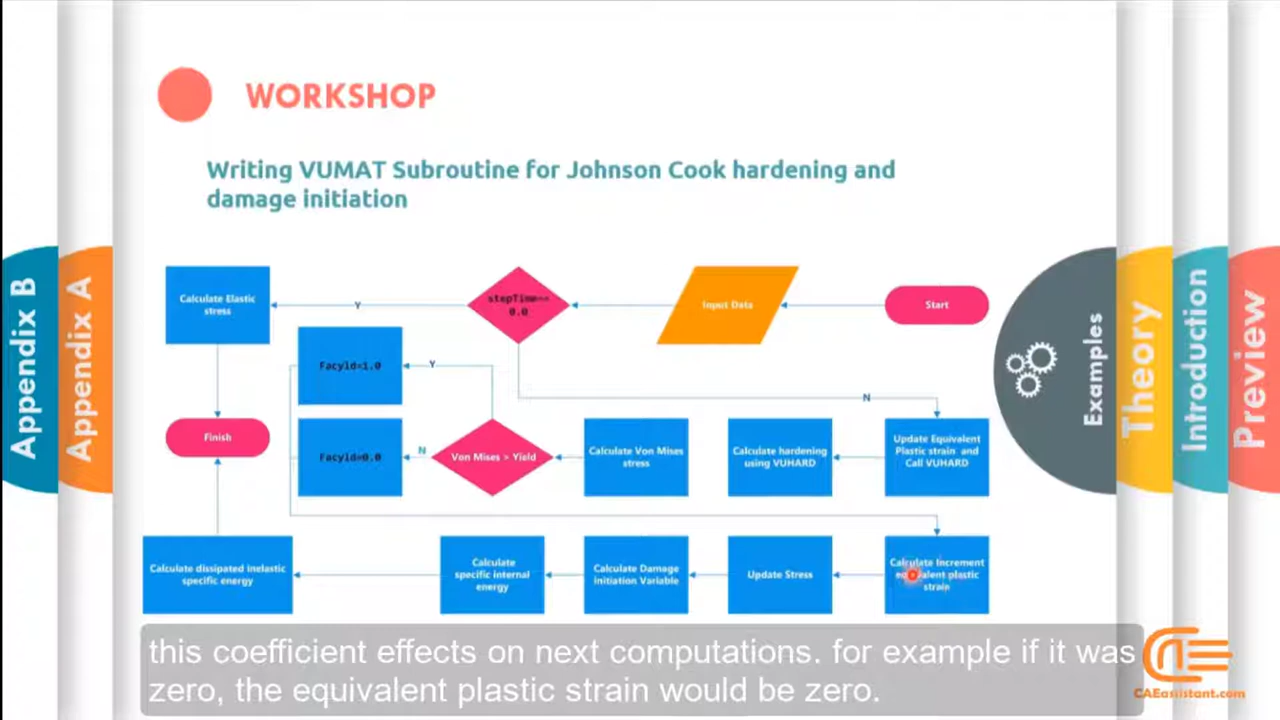 WORKSHOP
Writing VUMAT Subroutine for Johnson Cook hardening and
damage initiation
Start
Input Data
stepTime==
0.0
Y
Calculate Elastic
stress
Finish
N
Update Equivalent
Plastic strain and
Call VUHARD
Calculate hardening
using VUHARD
Calculate Von Mises
stress
Von Mises > Yield
Y
Facyld=1.0
N
Facyld=0.0
Calculate Increment
equivalent plastic
strain
Update Stress
Calculate Damage
initiation Variable
Calculate
specific internal
energy
Calculate dissipated inelastic
specific energy
Appendix B
Appendix A
Examples
Theory
Introduction
Preview
this coefficient effects on next computations. for example if it was
zero, the equivalent plastic strain would be zero.
CAEassistant.com